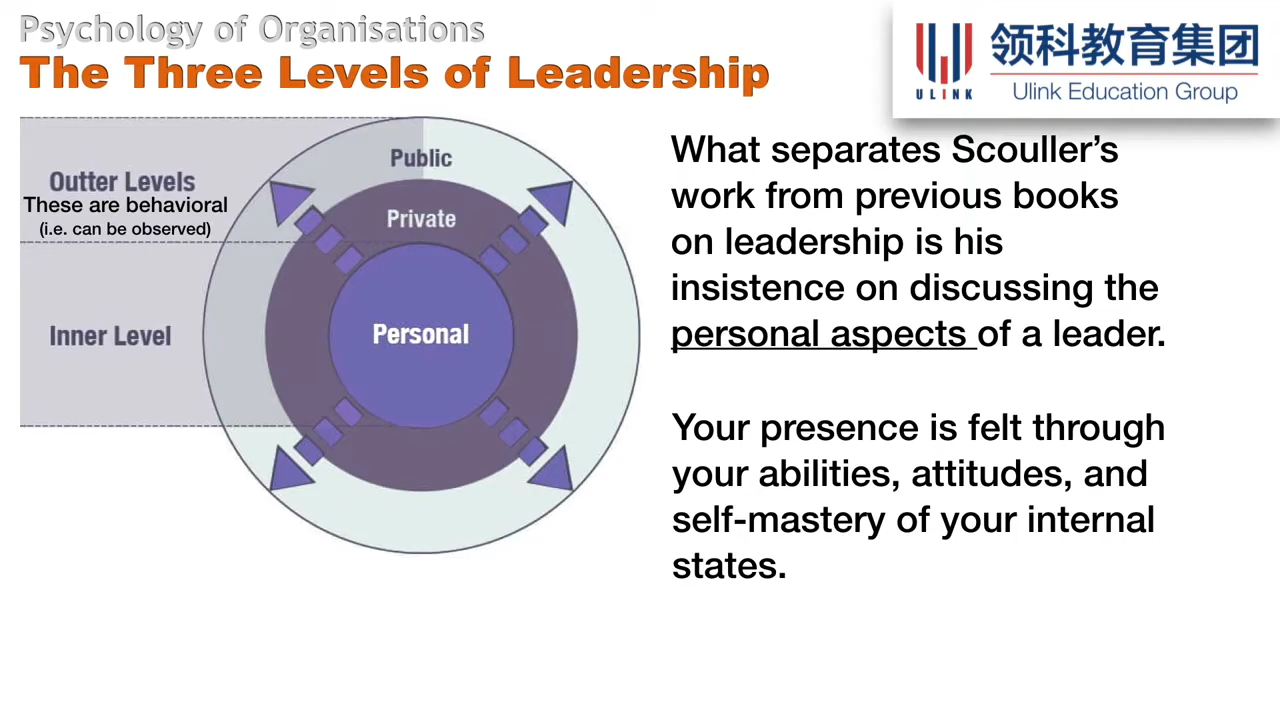 Psychology of Organisations
The Three Levels of Leadership
ULINK
领科教育集团
Ulink Education Group
Outter Levels
These are behavioral
(i.e. can be observed)
Inner Level
Public
Private
Personal
What separates Scouller’s
work from previous books
on leadership is his
insistence on discussing the
personal aspects of a leader.
Your presence is felt through
your abilities, attitudes, and
self-mastery of your internal
states.